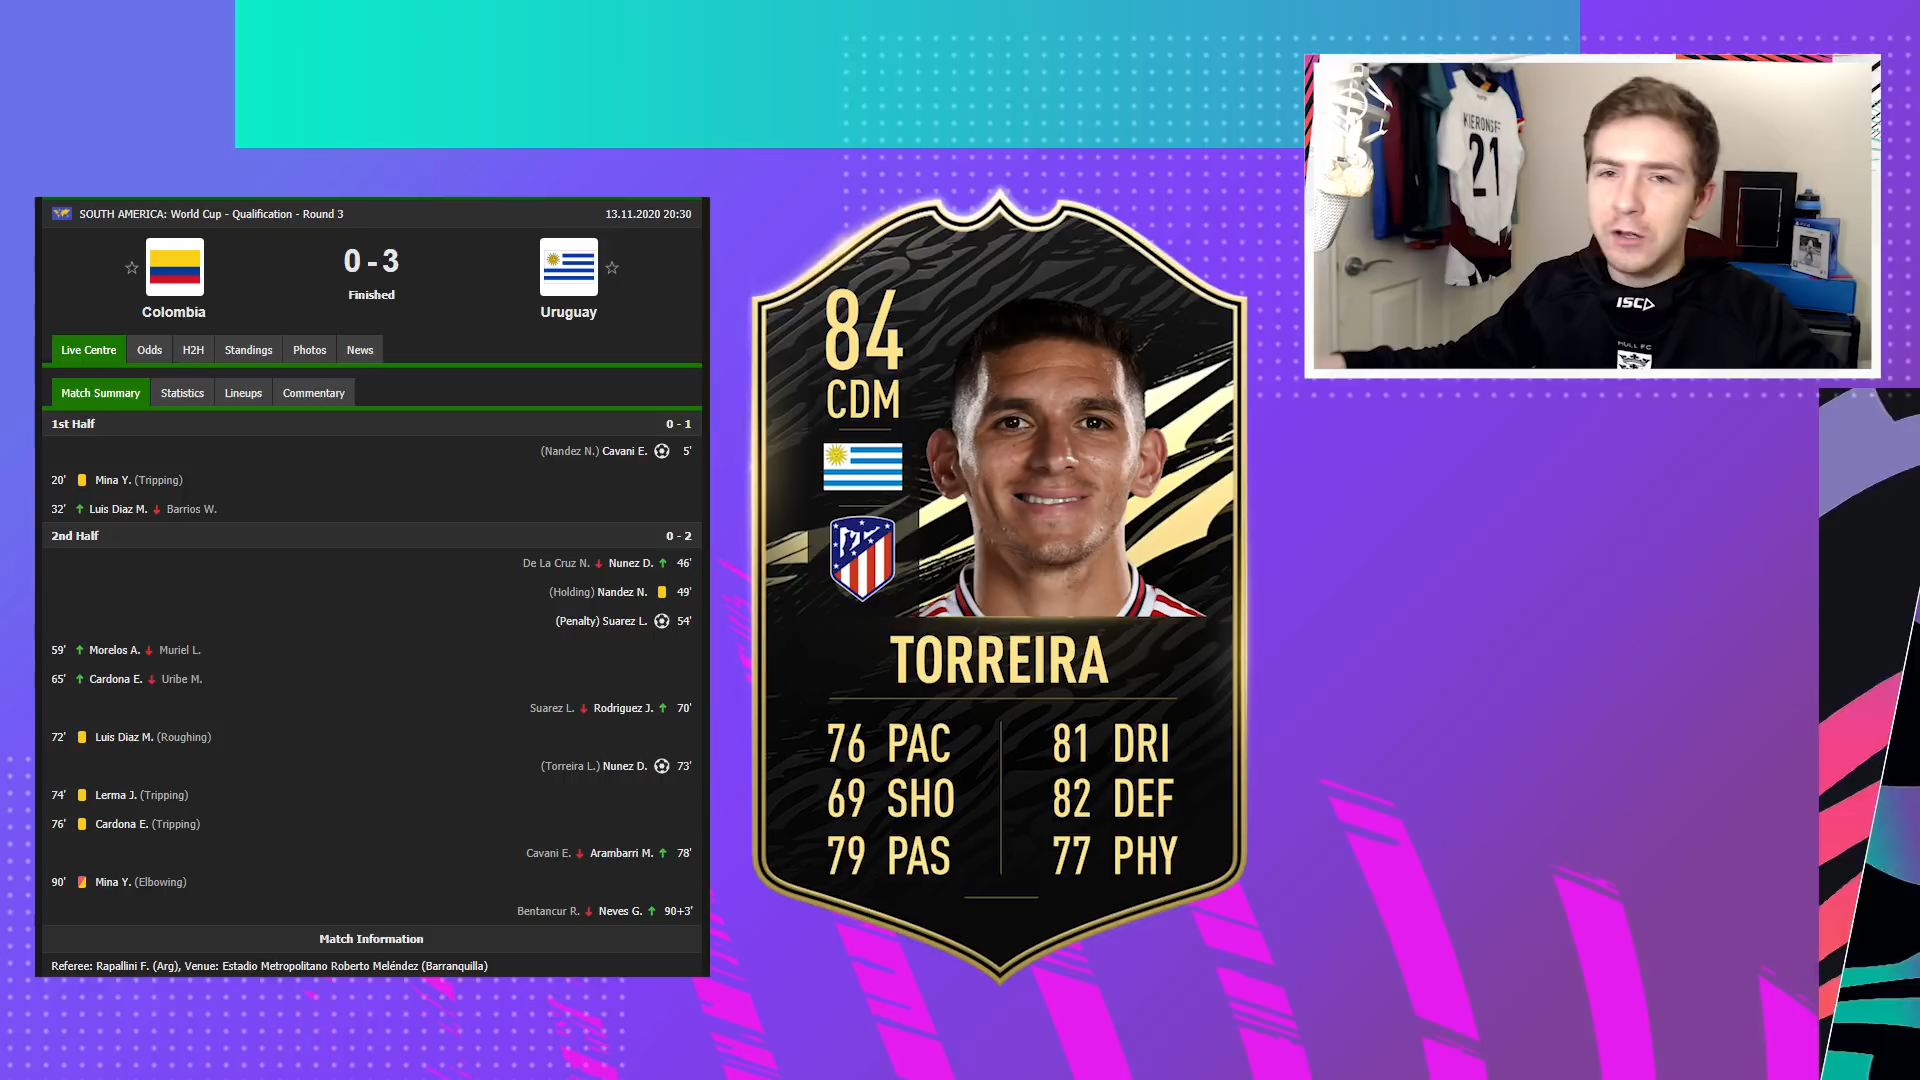 SOUTH AMERICA: World Cup - Qualification - Round 3 13.11.2020 20:30
0 - 3
Finished
Colombia Uruguay
Live Centre Odds H2H Standings Photos News
Match Summary Statistics Lineups Commentary
1st Half 0 - 1
(Nandez N.) Cavani E. 5'
20' Mina Y. (Tripping)
32' Luis Diaz M. Barrios W.
2nd Half 0 - 2
De La Cruz N. Nunez D. 46'
(Holding) Nandez N. 49'
(Penalty) Suarez L. 54'
59' Morelos A. Muriel L.
65' Cardona E. Uribe M.
Suarez L. Rodriguez J. 70'
72' Luis Diaz M. (Roughing)
(Torreira L.) Nunez D. 73'
74' Lerma J. (Tripping)
76' Cardona E. (Tripping)
Cavani E. Arambarri M. 78'
90' Mina Y. (Elbowing)
Bentancur R. Neves G. 90+3'
Match Information
Referee: Rapallini F. (Arg), Venue: Estadio Metropolitano Roberto Meléndez (Barranquilla)
84
CDM
TORREIRA
76 PAC 81 DRI
69 SHO 82 DEF
79 PAS 77 PHY
21
ISC
HULL FC